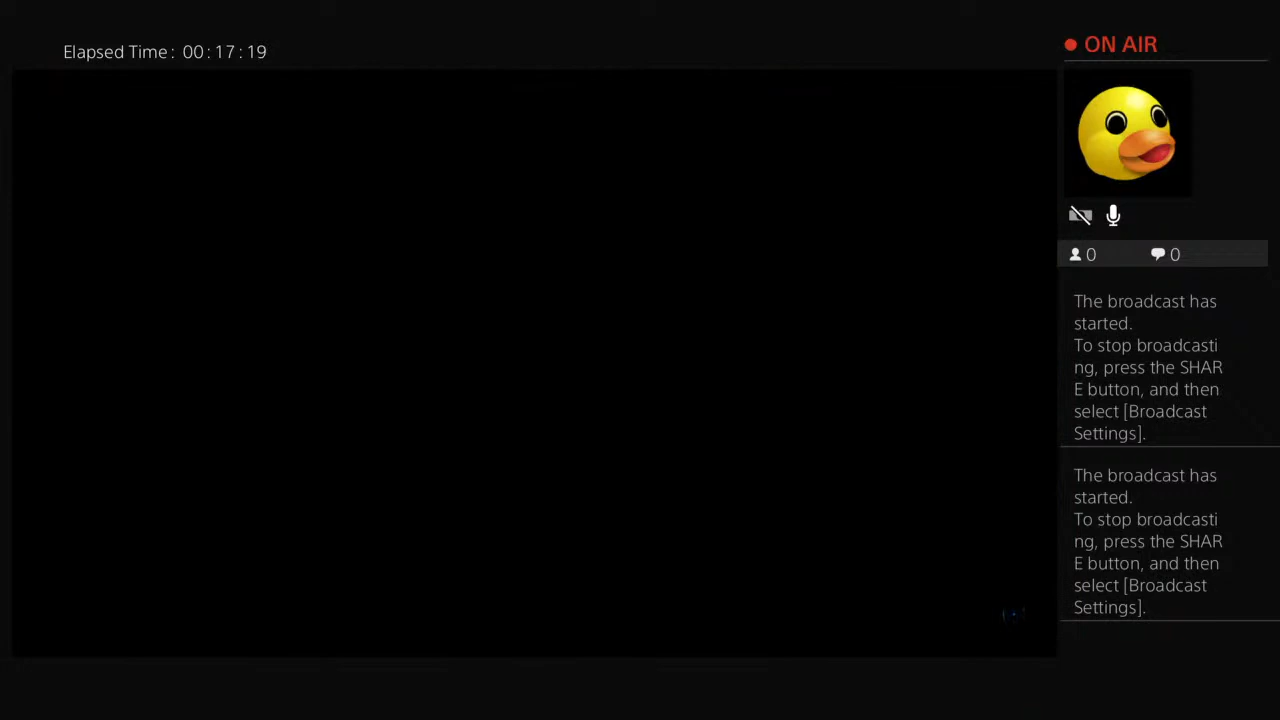 Elapsed Time: 00:17:19
ON AIR
0 0
The broadcast has
started.
To stop broadcasti
ng, press the SHAR
E button, and then
select [Broadcast
Settings].
The broadcast has
started.
To stop broadcasti
ng, press the SHAR
E button, and then
select [Broadcast
Settings].